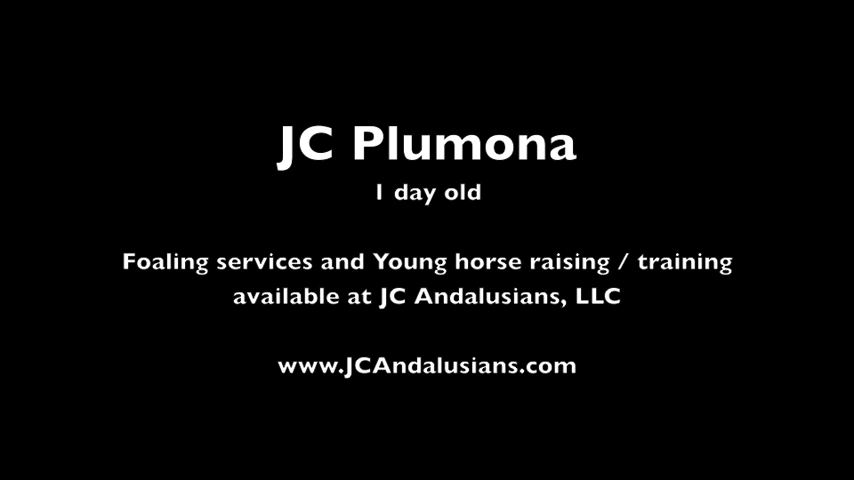 JC Plumona
1 day old
Foaling services and Young horse raising / training
available at JC Andalusians, LLC
www.JCAndalusians.com